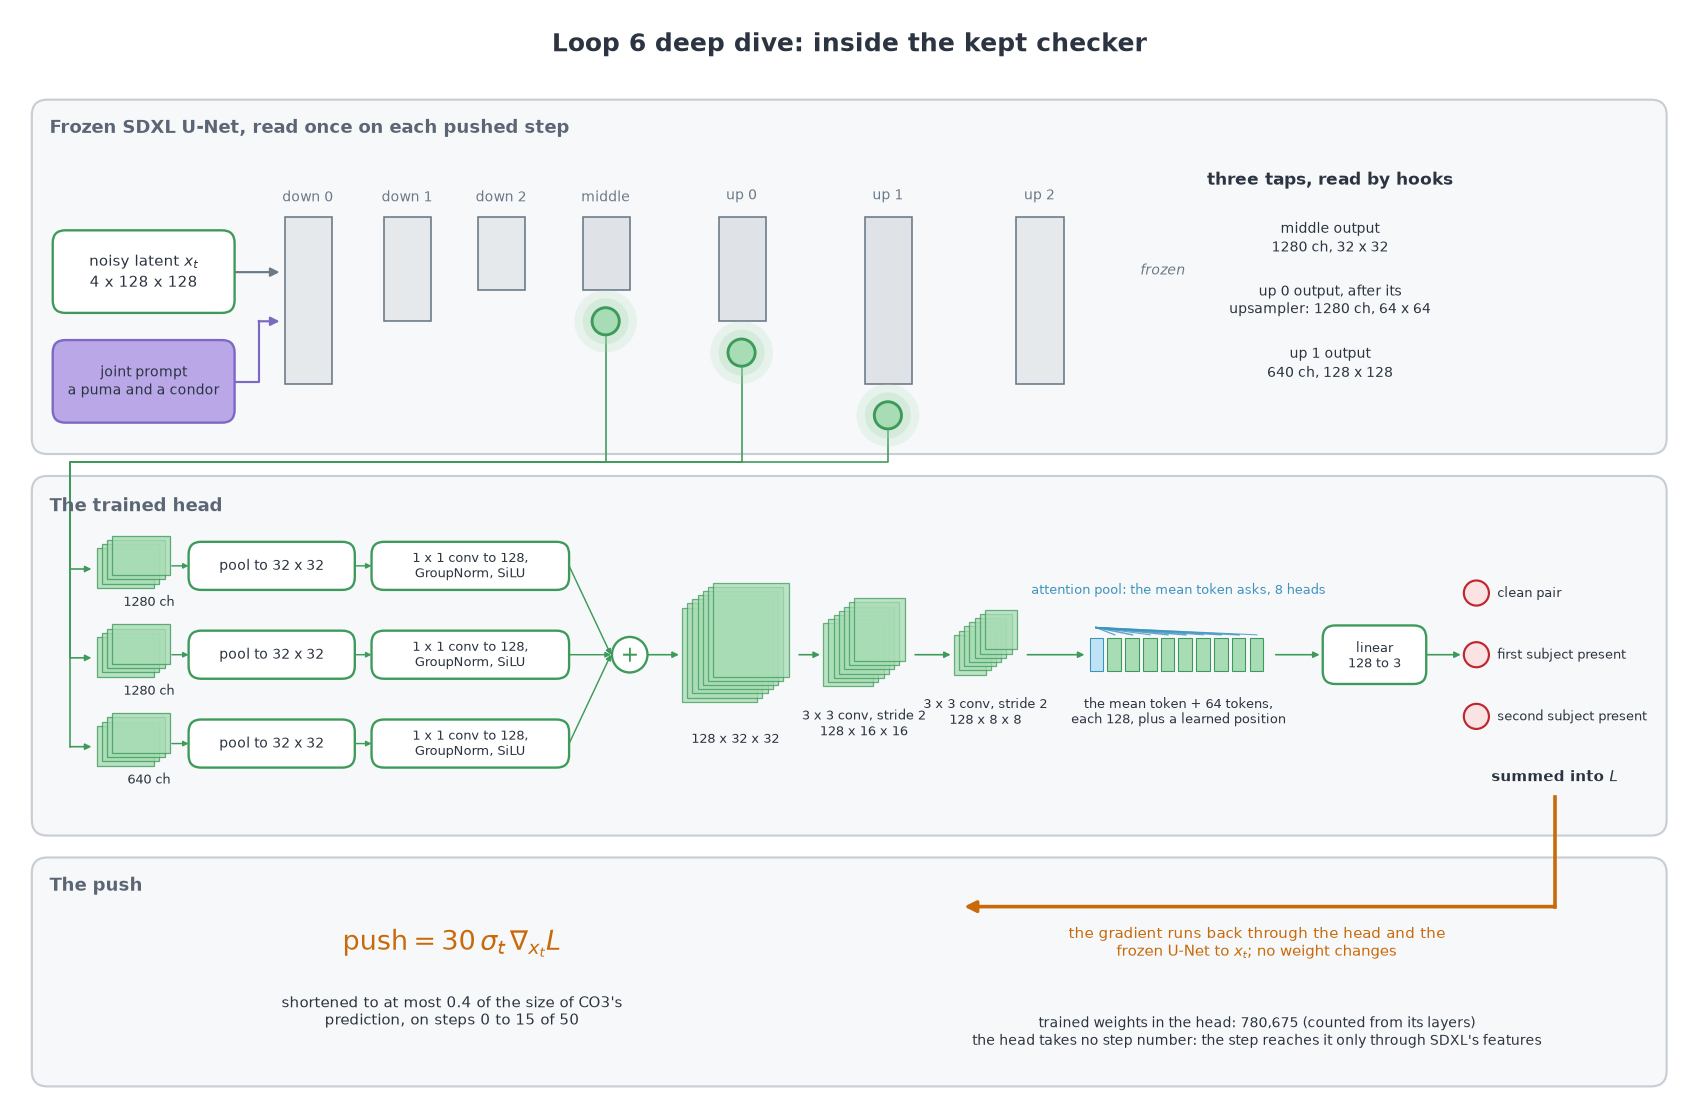 Loop 6 deep dive: inside the kept checker
Frozen SDXL U-Net, read once on each pushed step
down 0
down 1
down 2
middle
up 0
up 1
up 2
noisy latent x_t
4 x 128 x 128
joint prompt
a puma and a condor
frozen
three taps, read by hooks
middle output
1280 ch, 32 x 32
up 0 output, after its
upsampler: 1280 ch, 64 x 64
up 1 output
640 ch, 128 x 128
The trained head
1280 ch
pool to 32 x 32
1 x 1 conv to 128,
GroupNorm, SiLU
1280 ch
pool to 32 x 32
1 x 1 conv to 128,
GroupNorm, SiLU
640 ch
pool to 32 x 32
1 x 1 conv to 128,
GroupNorm, SiLU
+
128 x 32 x 32
3 x 3 conv, stride 2
128 x 16 x 16
3 x 3 conv, stride 2
128 x 8 x 8
attention pool: the mean token asks, 8 heads
the mean token + 64 tokens,
each 128, plus a learned position
linear
128 to 3
clean pair
first subject present
second subject present
summed into L
The push
push = 30 σ_t ∇_{x_t} L
shortened to at most 0.4 of the size of CO3's
prediction, on steps 0 to 15 of 50
the gradient runs back through the head and the
frozen U-Net to x_t; no weight changes
trained weights in the head: 780,675 (counted from its layers)
the head takes no step number: the step reaches it only through SDXL's features